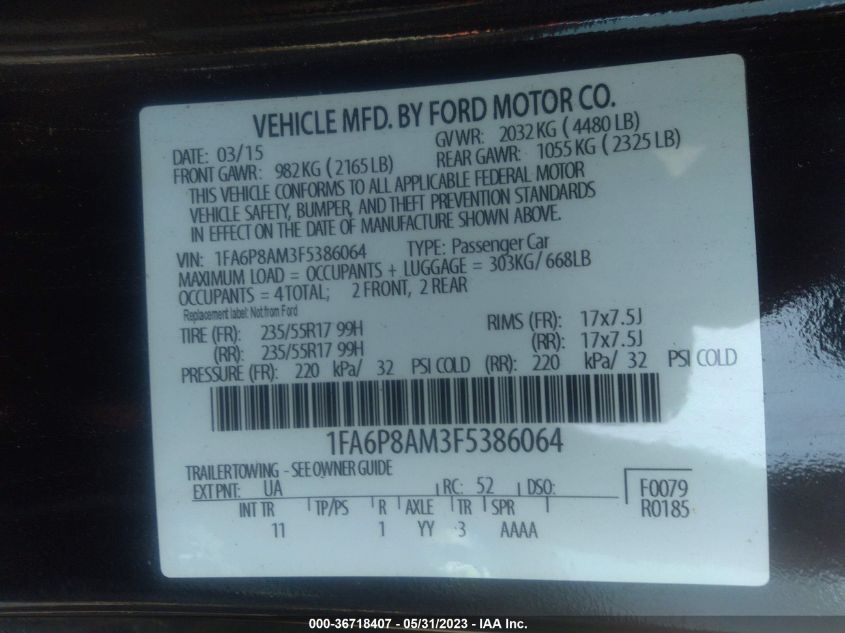 VEHICLE MFD. BY FORD MOTOR CO.
DATE: 03/15 GVWR: 2032 KG ( 4480 LB)
FRONT GAWR: 982 KG ( 2165 LB) REAR GAWR: 1055 KG ( 2325 LB)
THIS VEHICLE CONFORMS TO ALL APPLICABLE FEDERAL MOTOR
VEHICLE SAFETY, BUMPER, AND THEFT PREVENTION STANDARDS
IN EFFECT ON THE DATE OF MANUFACTURE SHOWN ABOVE.
VIN: 1FA6P8AM3F5386064 TYPE: Passenger Car
MAXIMUM LOAD = OCCUPANTS + LUGGAGE = 303KG/ 668LB
OCCUPANTS = 4 TOTAL; 2 FRONT, 2 REAR
Replacement label: Not from Ford
TIRE (FR): 235/55R17 99H RIMS (FR): 17x7.5J
(RR): 235/55R17 99H (RR): 17x7.5J
PRESSURE (FR): 220 kPa/ 32 PSI COLD (RR): 220 kPa/ 32 PSI COLD
1FA6P8AM3F5386064
TRAILER TOWING - SEE OWNER GUIDE
EXT PNT: UA RC: 52 DSO: F0079
INT TR TP/PS R AXLE TR SPR R0185
11 1 YY 3 AAAA
000-36718407 - 05/31/2023 - IAA Inc.